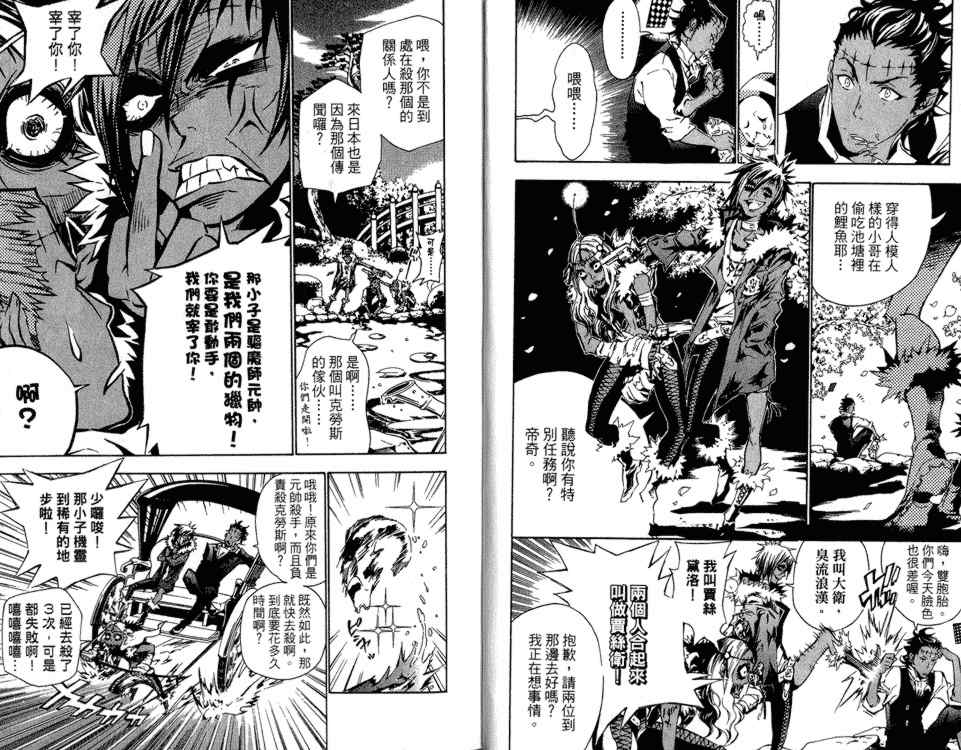 嗚…
…………
喂喂……
穿得人模人
樣的小哥在
偷吃池塘裡
的鯉魚耶…
聽說你有特
別任務啊？
帝奇。
嗨，雙胞胎。
你們今天臉色
也很差喔。
我叫大衛，
臭流浪漢。
我叫賈絲
黛洛！
兩個人合起來
叫做賈絲衛！
抱歉，請兩位到
那邊去好嗎？
我正在想事情。
喂，你不是到
處在殺那個的
關係人嗎？
來日本也是
因為那個傳
聞囉？
可是…
是啊……
那個叫克勞斯
的傢伙……
你們走開啦！
宰了你！
宰了你！
那小子是驅魔師元帥，
是我們兩個的獵物！
你要是敢動手，
我們就宰了你！
啊？
哦哦！原來你們是
元帥殺手，而且負
責殺克勞斯啊？
既然如此，那
就快去殺啊。
到底要花多久
時間啊？
少囉唆！
那小子機靈
到稀有的地
步啦！
已經去殺了
3次，可是
都失敗啊！
嘻嘻嘻嘻…